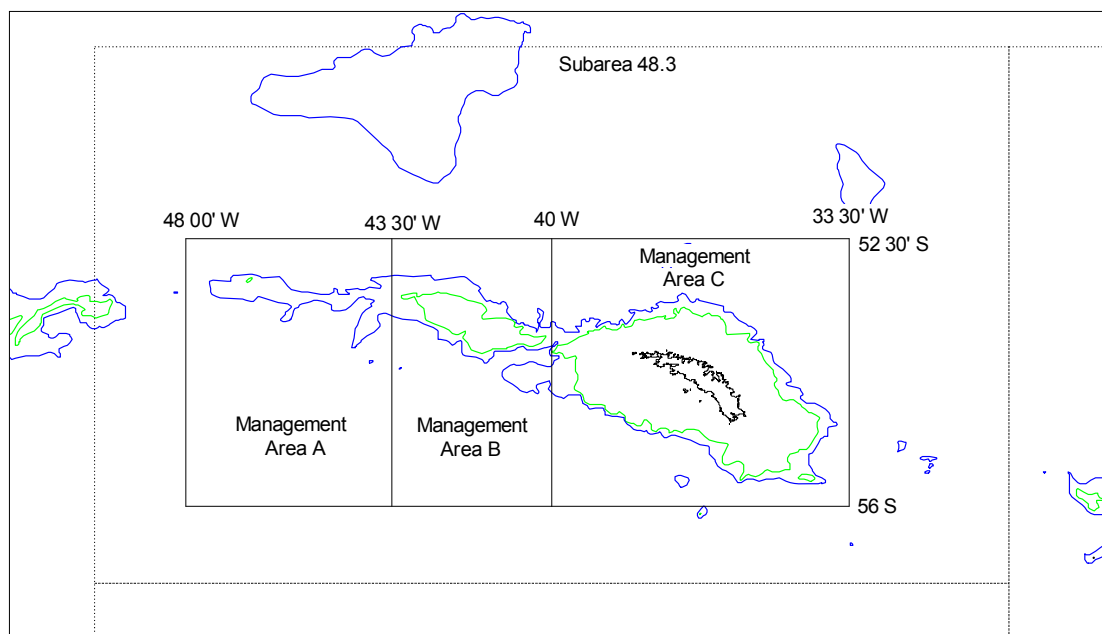 Subarea 48.3
48 00' W
43 30' W
40 W
33 30' W
52 30' S
Management
Area C
Management
Area A
Management
Area B
56 S